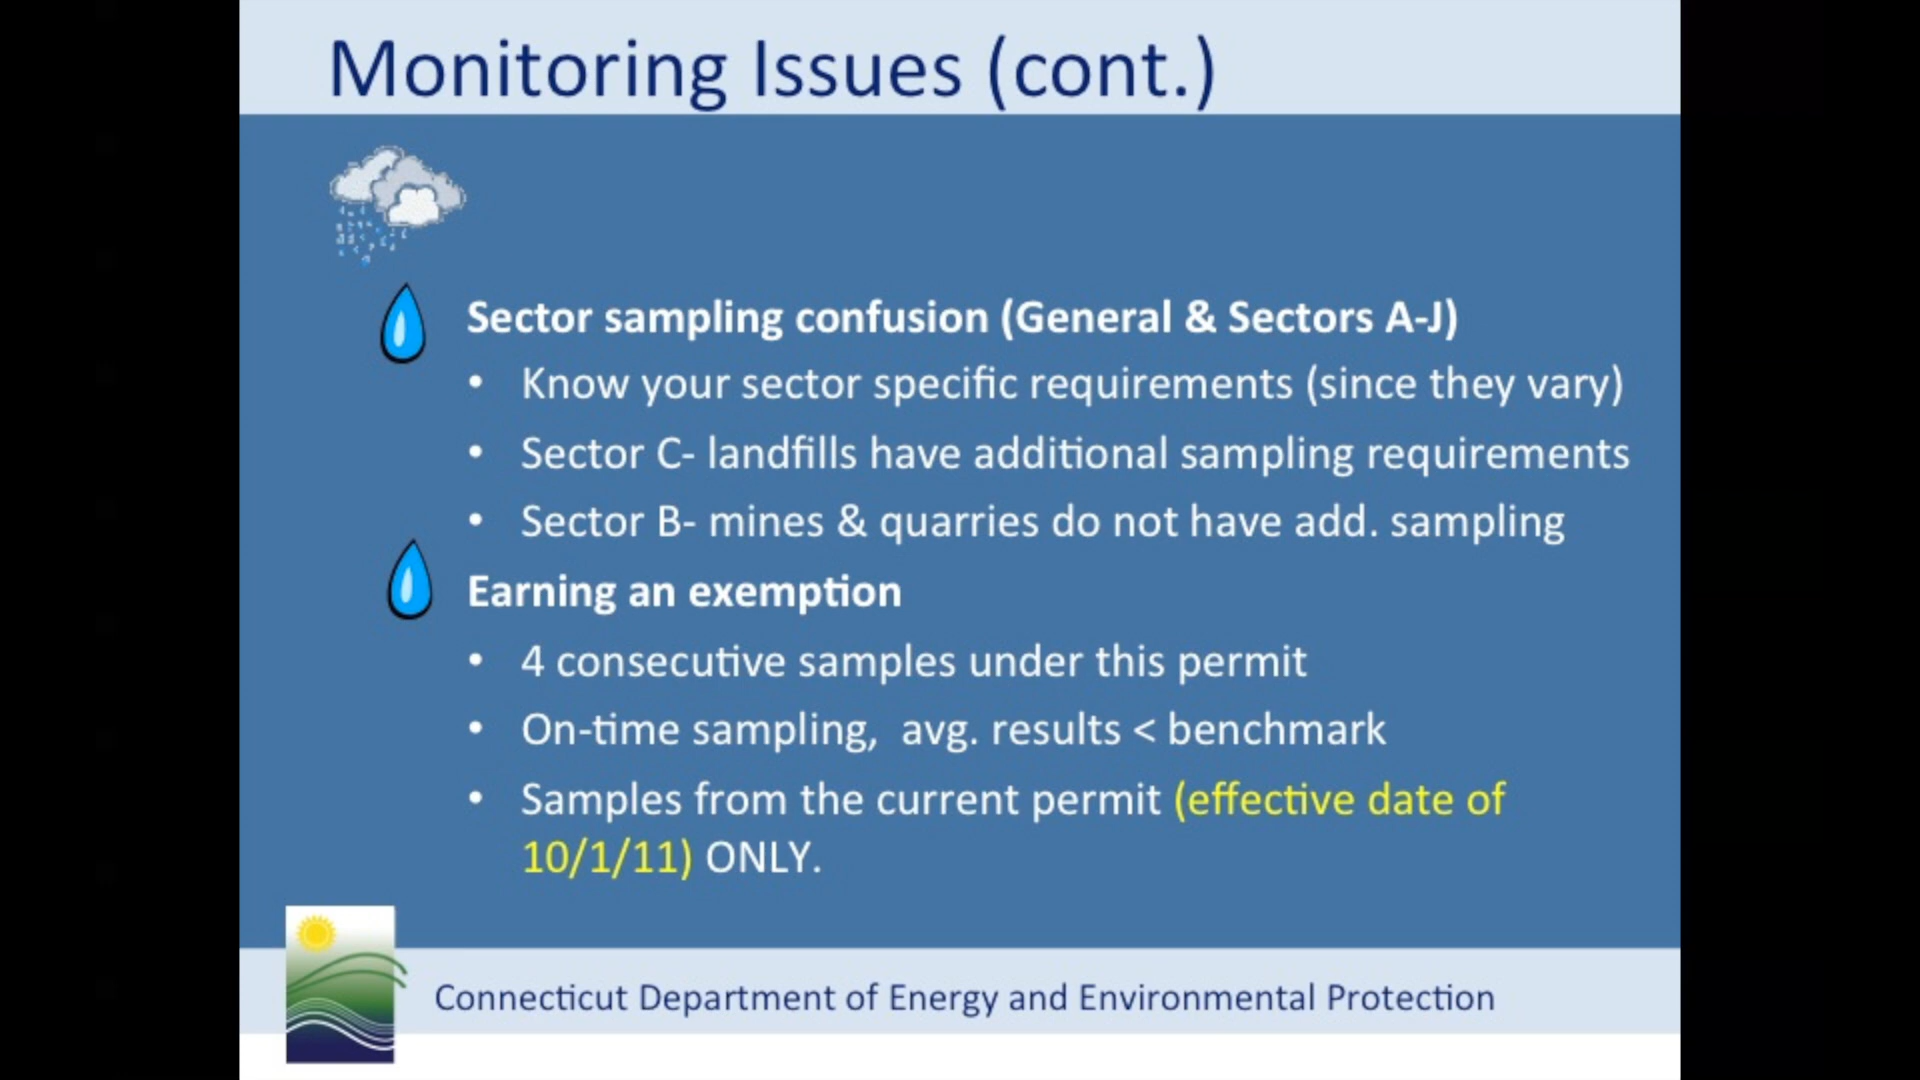 Monitoring Issues (cont.)
Sector sampling confusion (General & Sectors A-J)
• Know your sector specific requirements (since they vary)
• Sector C- landfills have additional sampling requirements
• Sector B- mines & quarries do not have add. sampling
Earning an exemption
• 4 consecutive samples under this permit
• On-time sampling,  avg. results < benchmark
• Samples from the current permit (effective date of
10/1/11) ONLY.
Connecticut Department of Energy and Environmental Protection